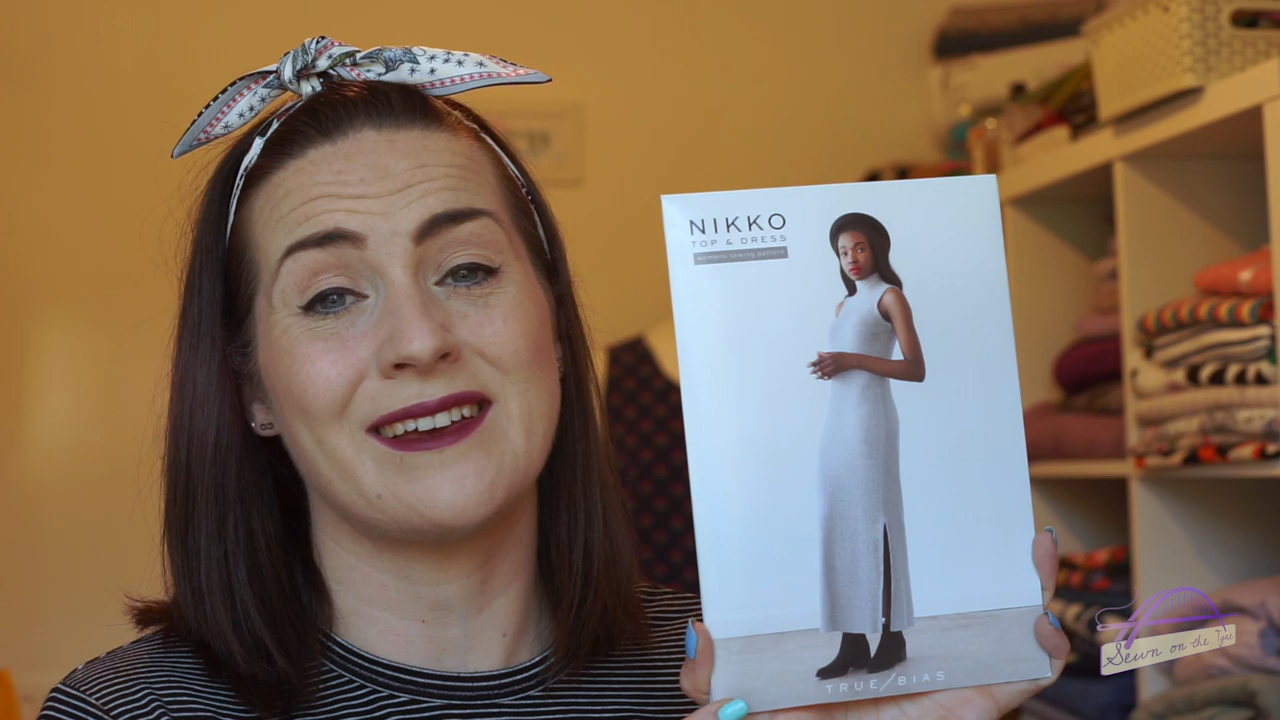 NIKKO
TOP & DRESS
womens sewing pattern
TRUE/BIAS
Sewn on the Tyne